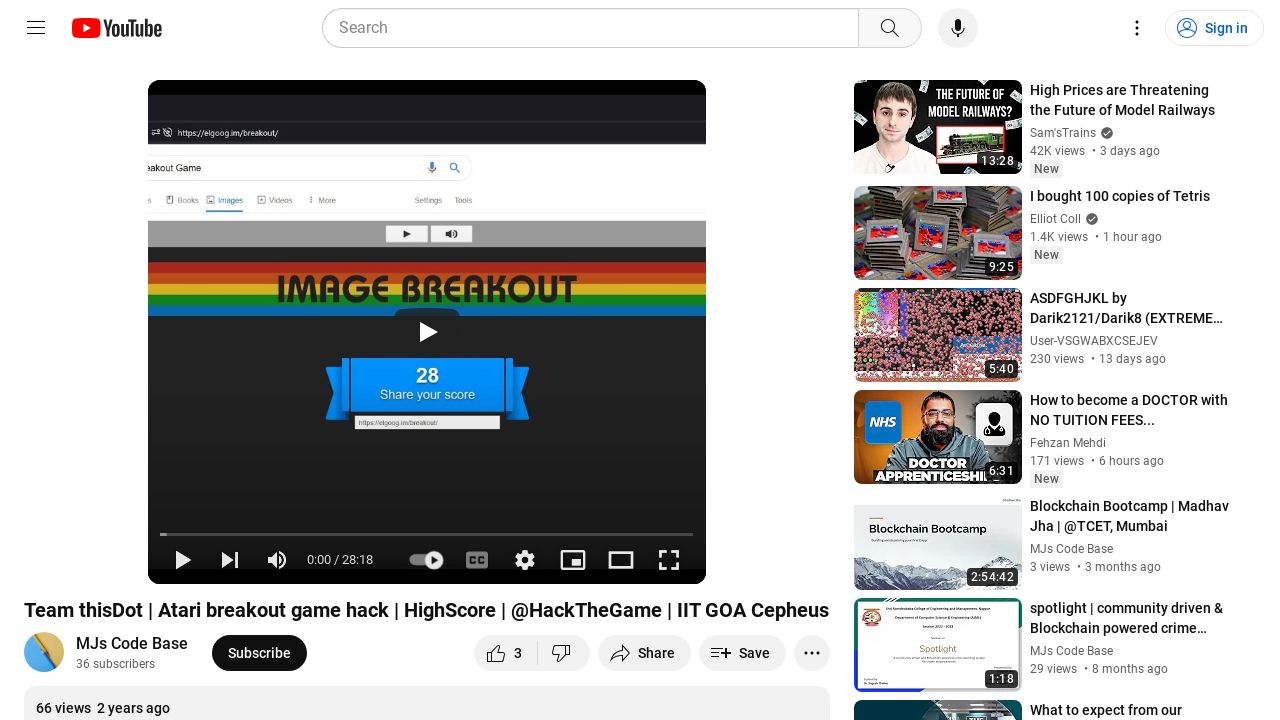 YouTube
Search
Sign in
https://elgoog.im/breakout/
eakout Game
Books
Images
Videos
More
Settings
Tools
IMAGE BREAKOUT
28
Share your score
https://elgoog.im/breakout/
0:00 / 28:18
CC
Team thisDot | Atari breakout game hack | HighScore | @HackTheGame | IIT GOA Cepheus
MJs Code Base
36 subscribers
Subscribe
3
Share
Save
66 views 2 years ago
THE FUTURE OF
MODEL RAILWAYS?
13:28
High Prices are Threatening
the Future of Model Railways
Sam'sTrains
42K views • 3 days ago
New
9:25
I bought 100 copies of Tetris
Elliot Coll
1.4K views • 1 hour ago
New
5:40
ASDFGHJKL by
Darik2121/Darik8 (EXTREME…
User-VSGWABXCSEJEV
230 views • 13 days ago
NHS
DOCTOR
APPRENTICESHI
6:31
How to become a DOCTOR with
NO TUITION FEES...
Fehzan Mehdi
171 views • 6 hours ago
New
Blockchain Bootcamp
2:54:42
Blockchain Bootcamp | Madhav
Jha | @TCET, Mumbai
MJs Code Base
3 views • 3 months ago
Spotlight
1:18
spotlight | community driven &
Blockchain powered crime…
MJs Code Base
29 views • 8 months ago
What to expect from our